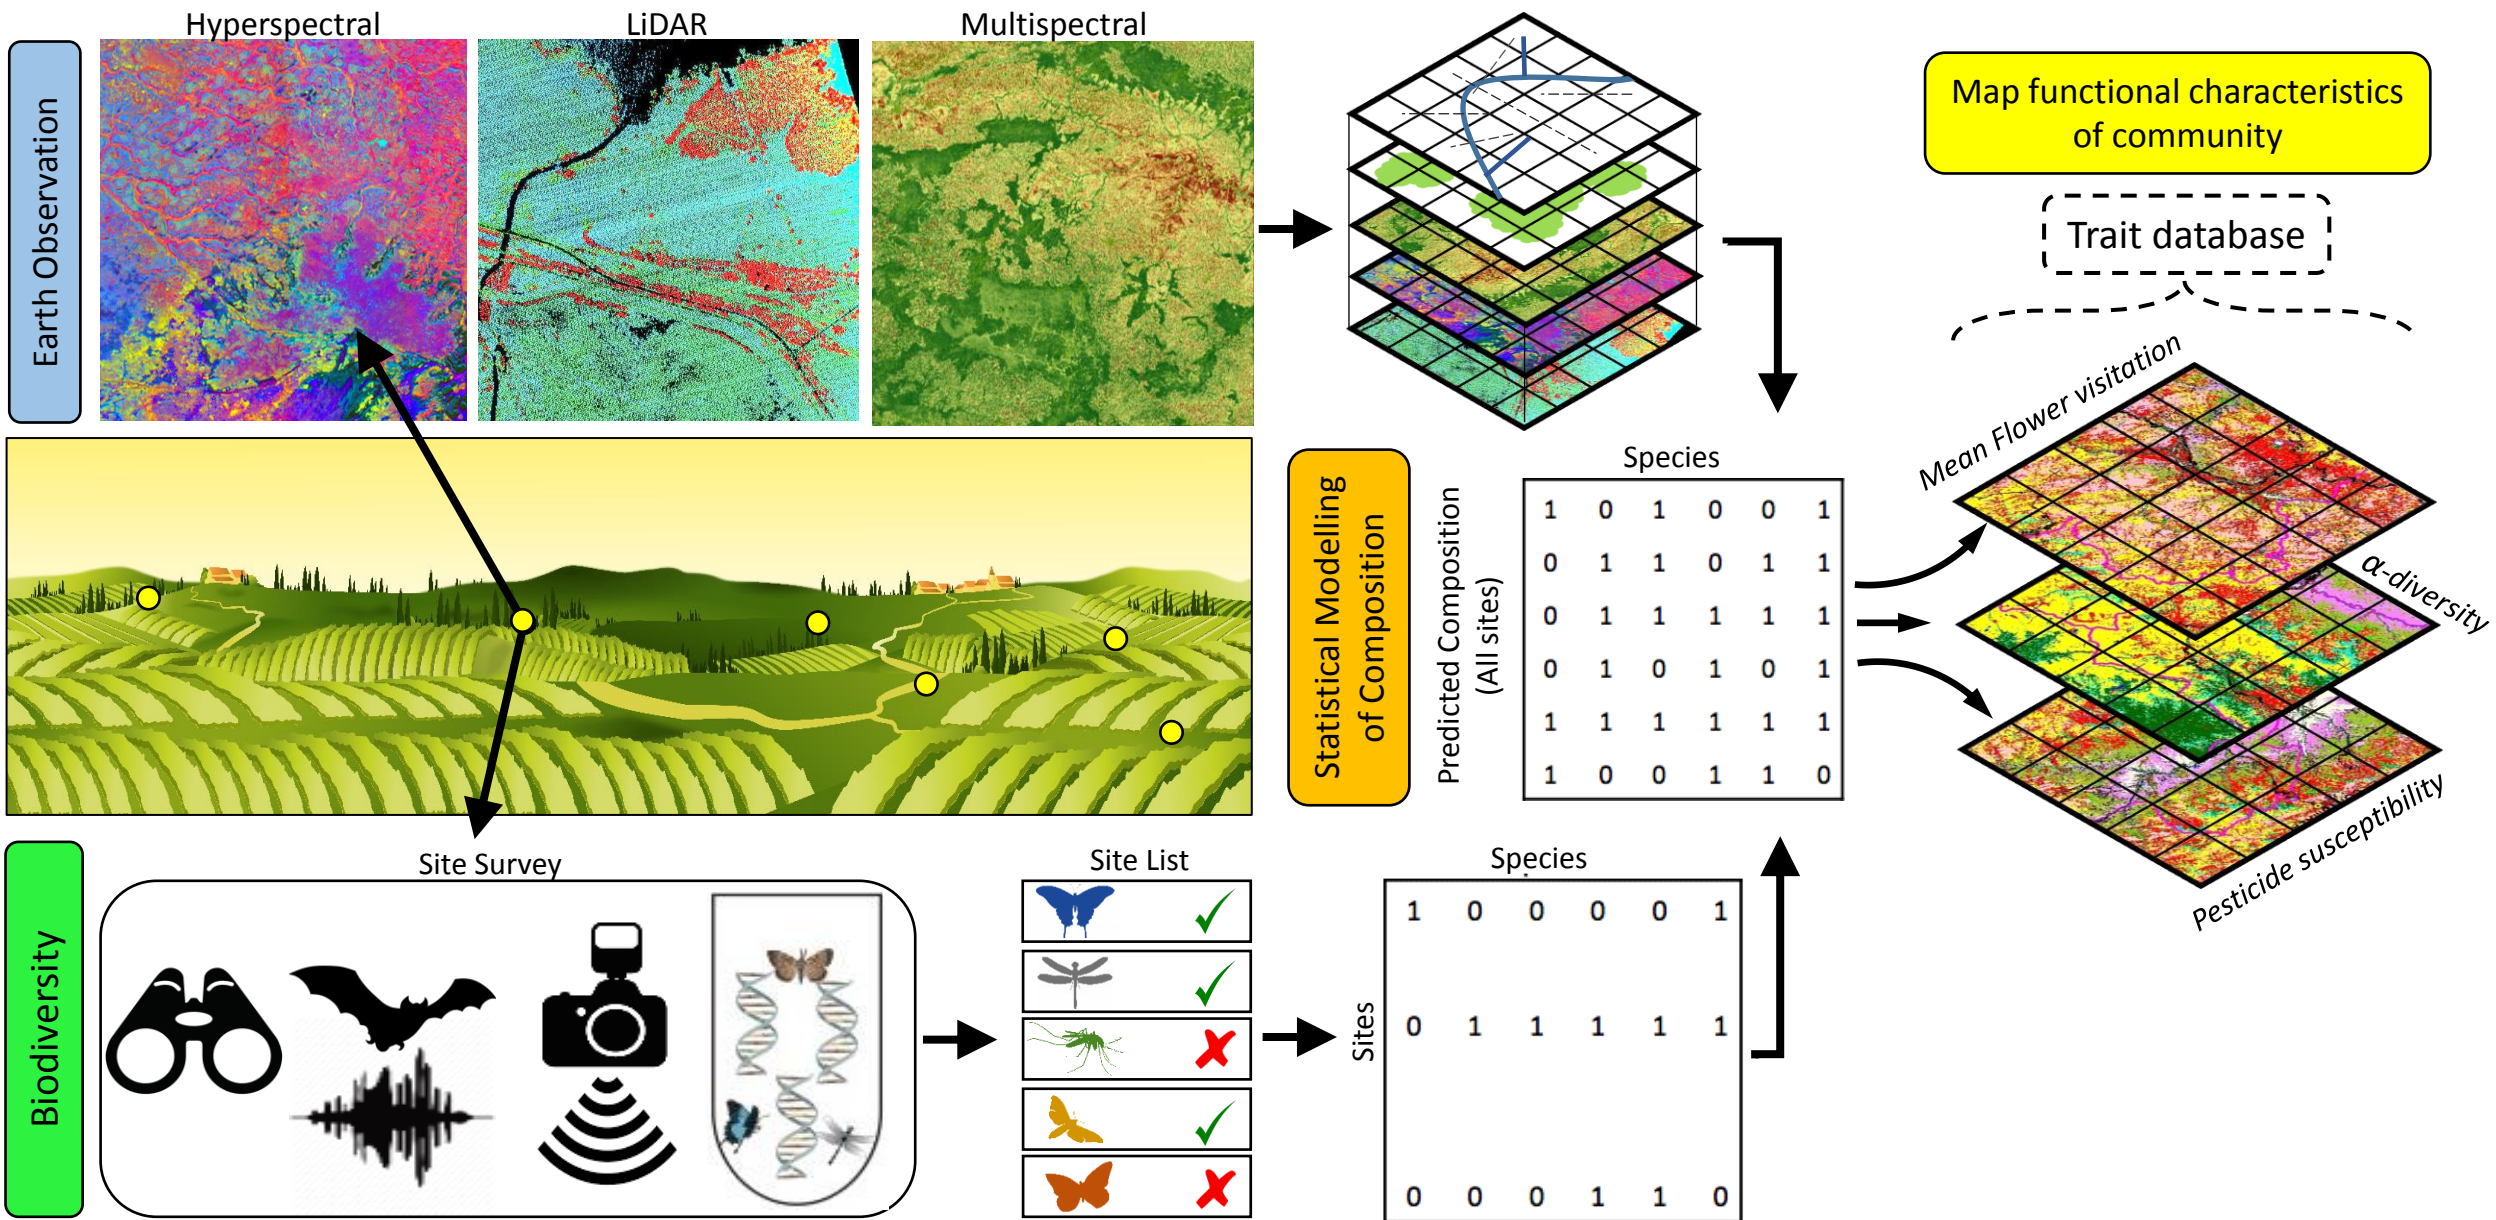 Hyperspectral
LiDAR
Multispectral
Earth Observation
Map functional characteristics
of community
Trait database
Mean Flower visitation
α-diversity
Pesticide susceptibility
Statistical Modelling
of Composition
Species
Predicted Composition
(All sites)
1 0 1 0 0 1
0 1 1 0 1 1
0 1 1 1 1 1
0 1 0 1 0 1
1 1 1 1 1 1
1 0 0 1 1 0
Biodiversity
Site Survey
Site List
Species
Sites
1 0 0 0 0 1
0 1 1 1 1 1
0 0 0 1 1 0